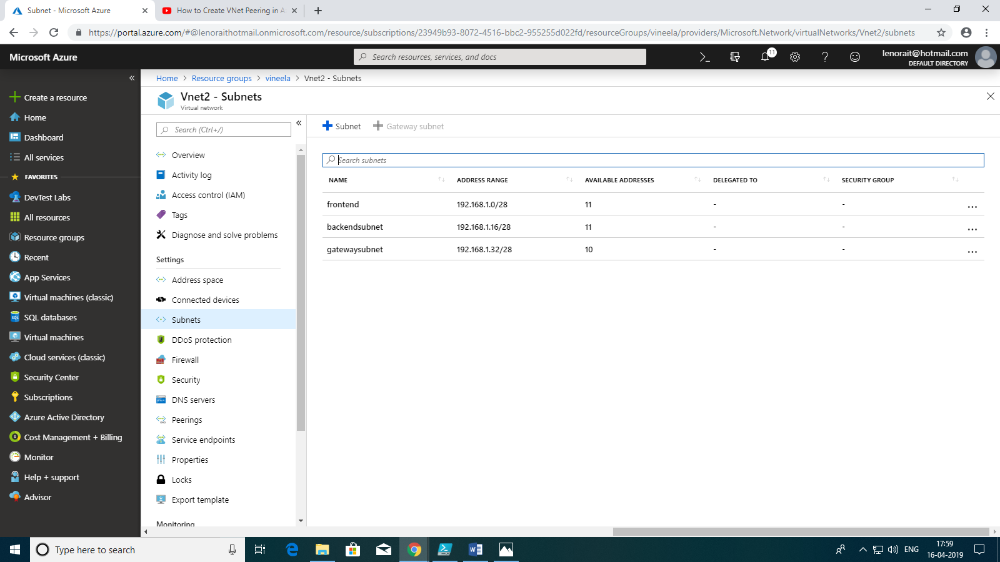 Subnet - Microsoft Azure
How to Create VNet Peering in A
https://portal.azure.com/#@lenoraithotmail.onmicrosoft.com/resource/subscriptions/23949b93-8072-4516-bbc2-955255d022fd/resourceGroups/vineela/providers/Microsoft.Network/virtualNetworks/Vnet2/subnets
Microsoft Azure
Search resources, services, and docs
11
lenorait@hotmail.com
DEFAULT DIRECTORY
Create a resource
Home
Dashboard
All services
FAVORITES
DevTest Labs
All resources
Resource groups
Recent
App Services
Virtual machines (classic)
SQL databases
Virtual machines
Cloud services (classic)
Security Center
Subscriptions
Azure Active Directory
Cost Management + Billing
Monitor
Help + support
Advisor
Home > Resource groups > vineela > Vnet2 - Subnets
Vnet2 - Subnets
Virtual network
Search (Ctrl+/)
Overview
Activity log
Access control (IAM)
Tags
Diagnose and solve problems
Settings
Address space
Connected devices
Subnets
DDoS protection
Firewall
Security
DNS servers
Peerings
Service endpoints
Properties
Locks
Export template
Monitoring
Subnet
Gateway subnet
Search subnets
NAME ADDRESS RANGE AVAILABLE ADDRESSES DELEGATED TO SECURITY GROUP
frontend 192.168.1.0/28 11 - - ...
backendsubnet 192.168.1.16/28 11 - - ...
gatewaysubnet 192.168.1.32/28 10 - - ...
Type here to search
ENG
17:59
16-04-2019